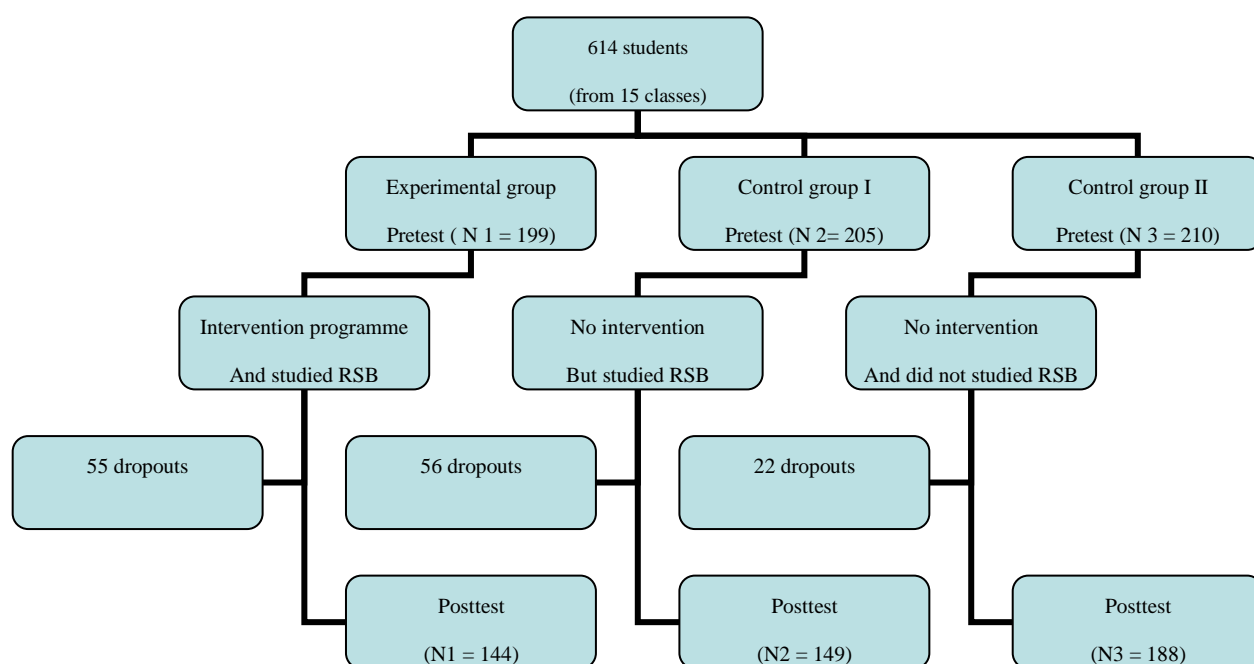 614 students
(from 15 classes)
Experimental group
Pretest ( N 1 = 199)
Control group I
Pretest (N 2= 205)
Control group II
Pretest (N 3 = 210)
Intervention programme
And studied RSB
No intervention
But studied RSB
No intervention
And did not studied RSB
55 dropouts
56 dropouts
22 dropouts
Posttest
(N1 = 144)
Posttest
(N2 = 149)
Posttest
(N3 = 188)